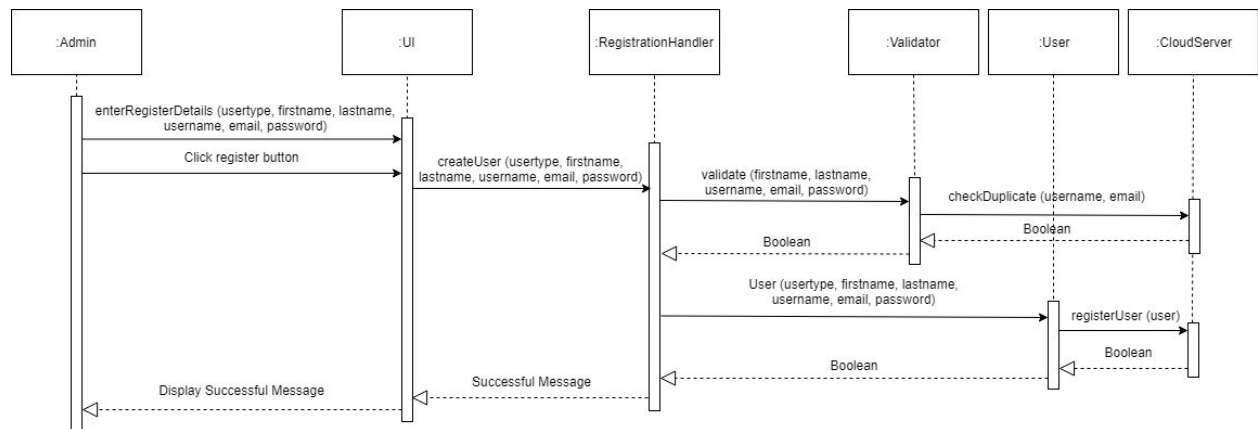 :Admin
:UI
:RegistrationHandler
:Validator
:User
:CloudServer
enterRegisterDetails (usertype, firstname, lastname,
username, email, password)
Click register button
createUser (usertype, firstname,
lastname, username, email, password)
validate (firstname, lastname,
username, email, password)
checkDuplicate (username, email)
Boolean
Boolean
User (usertype, firstname, lastname,
username, email, password)
registerUser (user)
Boolean
Boolean
Successful Message
Display Successful Message